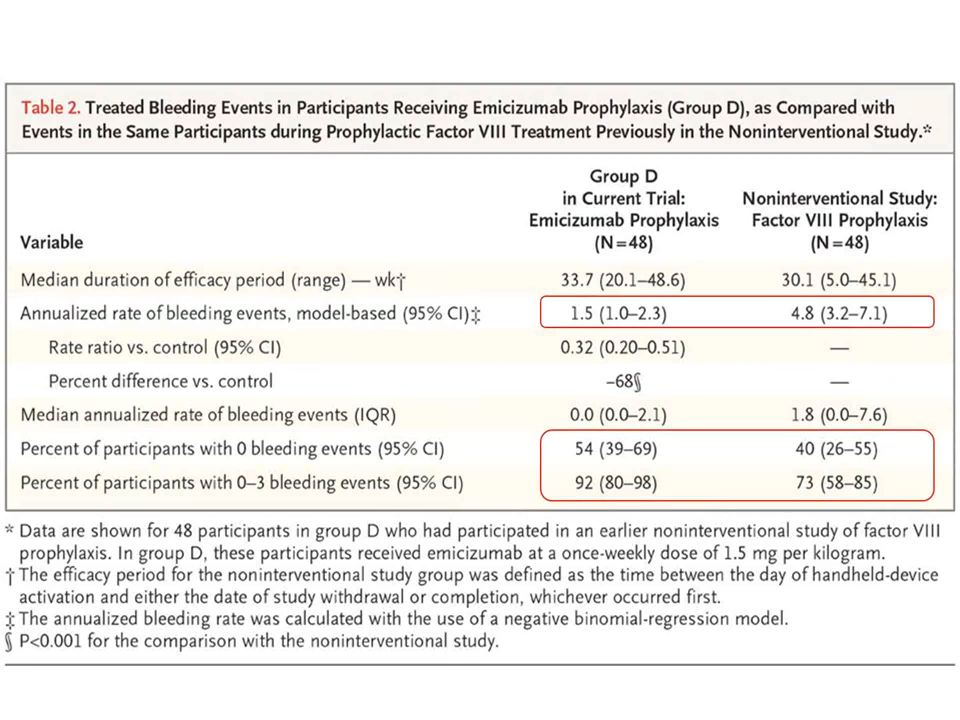 Table 2. Treated Bleeding Events in Participants Receiving Emicizumab Prophylaxis (Group D), as Compared with
Events in the Same Participants during Prophylactic Factor VIII Treatment Previously in the Noninterventional Study.*
Variable
Group D
in Current Trial:
Emicizumab Prophylaxis
(N=48)
Noninterventional Study:
Factor VIII Prophylaxis
(N=48)
Median duration of efficacy period (range) — wk† 33.7 (20.1–48.6) 30.1 (5.0–45.1)
Annualized rate of bleeding events, model-based (95% CI)‡ 1.5 (1.0–2.3) 4.8 (3.2–7.1)
Rate ratio vs. control (95% CI) 0.32 (0.20–0.51) —
Percent difference vs. control –68§ —
Median annualized rate of bleeding events (IQR) 0.0 (0.0–2.1) 1.8 (0.0–7.6)
Percent of participants with 0 bleeding events (95% CI) 54 (39–69) 40 (26–55)
Percent of participants with 0–3 bleeding events (95% CI) 92 (80–98) 73 (58–85)
* Data are shown for 48 participants in group D who had participated in an earlier noninterventional study of factor VIII
prophylaxis. In group D, these participants received emicizumab at a once-weekly dose of 1.5 mg per kilogram.
† The efficacy period for the noninterventional study group was defined as the time between the day of handheld-device
activation and either the date of study withdrawal or completion, whichever occurred first.
‡ The annualized bleeding rate was calculated with the use of a negative binomial-regression model.
§ P<0.001 for the comparison with the noninterventional study.